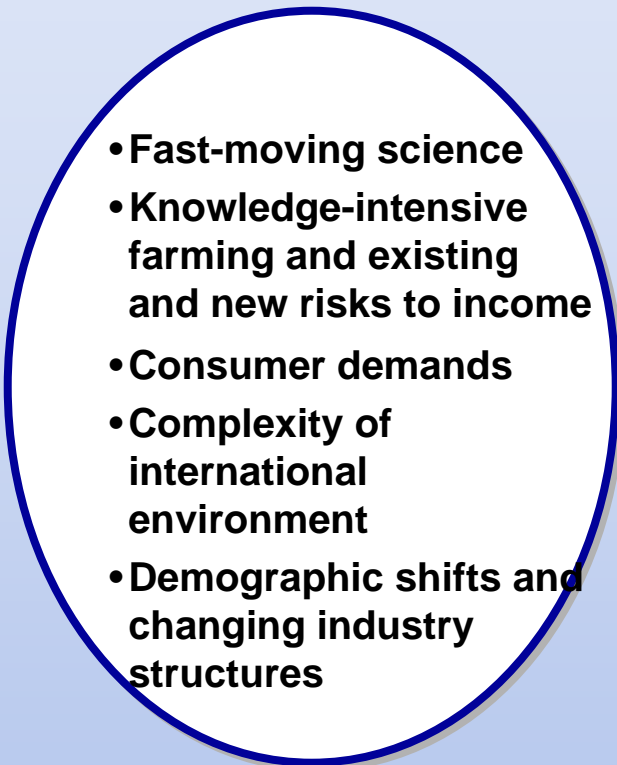 •Fast-moving science
•Knowledge-intensive
farming and existing
and new risks to income
•Consumer demands
•Complexity of
international
environment
•Demographic shifts and
changing industry
structures